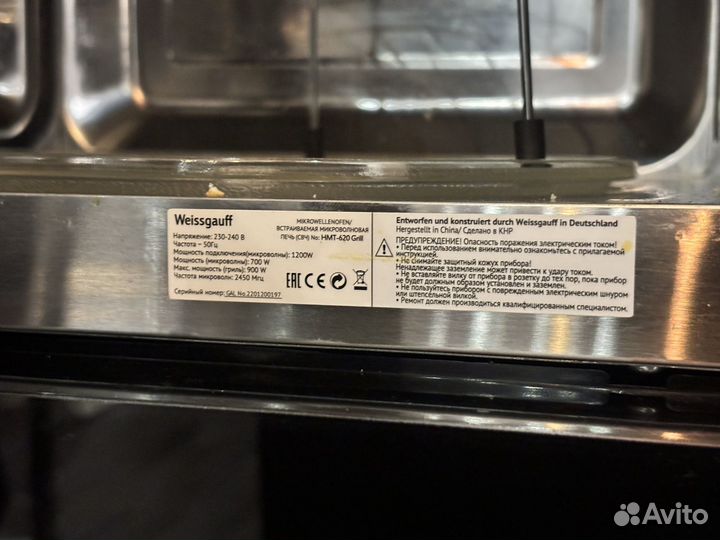 Weissgauff
MIKROWELLENOFEN/
ВСТРАИВАЕМАЯ МИКРОВОЛНОВАЯ
ПЕЧЬ (СВЧ) No: HMT-620 Grill
Напряжение: 230-240 В
Частота ~ 50Гц
Мощность подключения(микроволны): 1200W
Мощность (микроволны): 700 W
Макс. мощность (гриль): 900 W
Частота микроволн: 2450 Мгц
Серийный номер: GAL No.2201200197
EAC CE
Entworfen und konstruiert durch Weissgauff in Deutschland
Hergestellt in China/ Сделано в КНР
ПРЕДУПРЕЖДЕНИЕ! Опасность поражения электрическим током!
• Перед использованием внимательно ознакомьтесь с прилагаемой
инструкцией.
• Не снимайте защитный кожух прибора!
Ненадлежащее заземление может привести к удару током.
• Не вставляйте вилку от прибора в розетку до тех пор, пока прибор
не будет должным образом установлен и заземлен.
• Не пользуйтесь прибором с поврежденным электрическим шнуром
или штепсельной вилкой.
• Ремонт должен производиться квалифицированным специалистом.
Avito